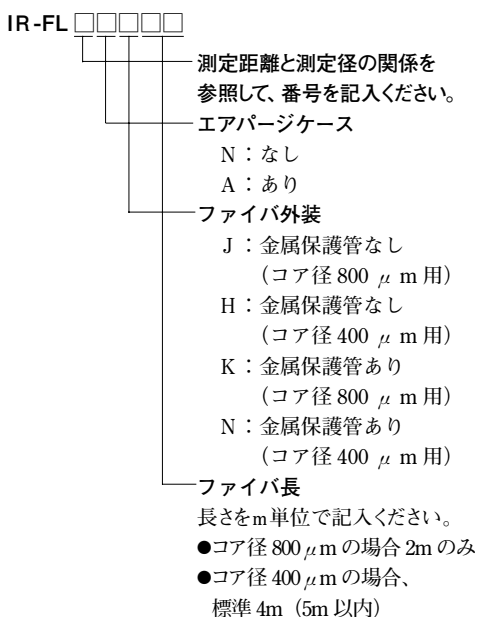 IR-FL □□□□□
測定距離と測定径の関係を
参照して、番号を記入ください。
エアパージケース
N：なし
A：あり
ファイバ外装
J：金属保護管なし
（コア径 800 μm 用）
H：金属保護管なし
（コア径 400 μm 用）
K：金属保護管あり
（コア径 800 μm 用）
N：金属保護管あり
（コア径 400 μm 用）
ファイバ長
長さをm単位で記入ください。
●コア径 800μm の場合 2m のみ
●コア径 400μm の場合、
標準 4m（5m 以内）